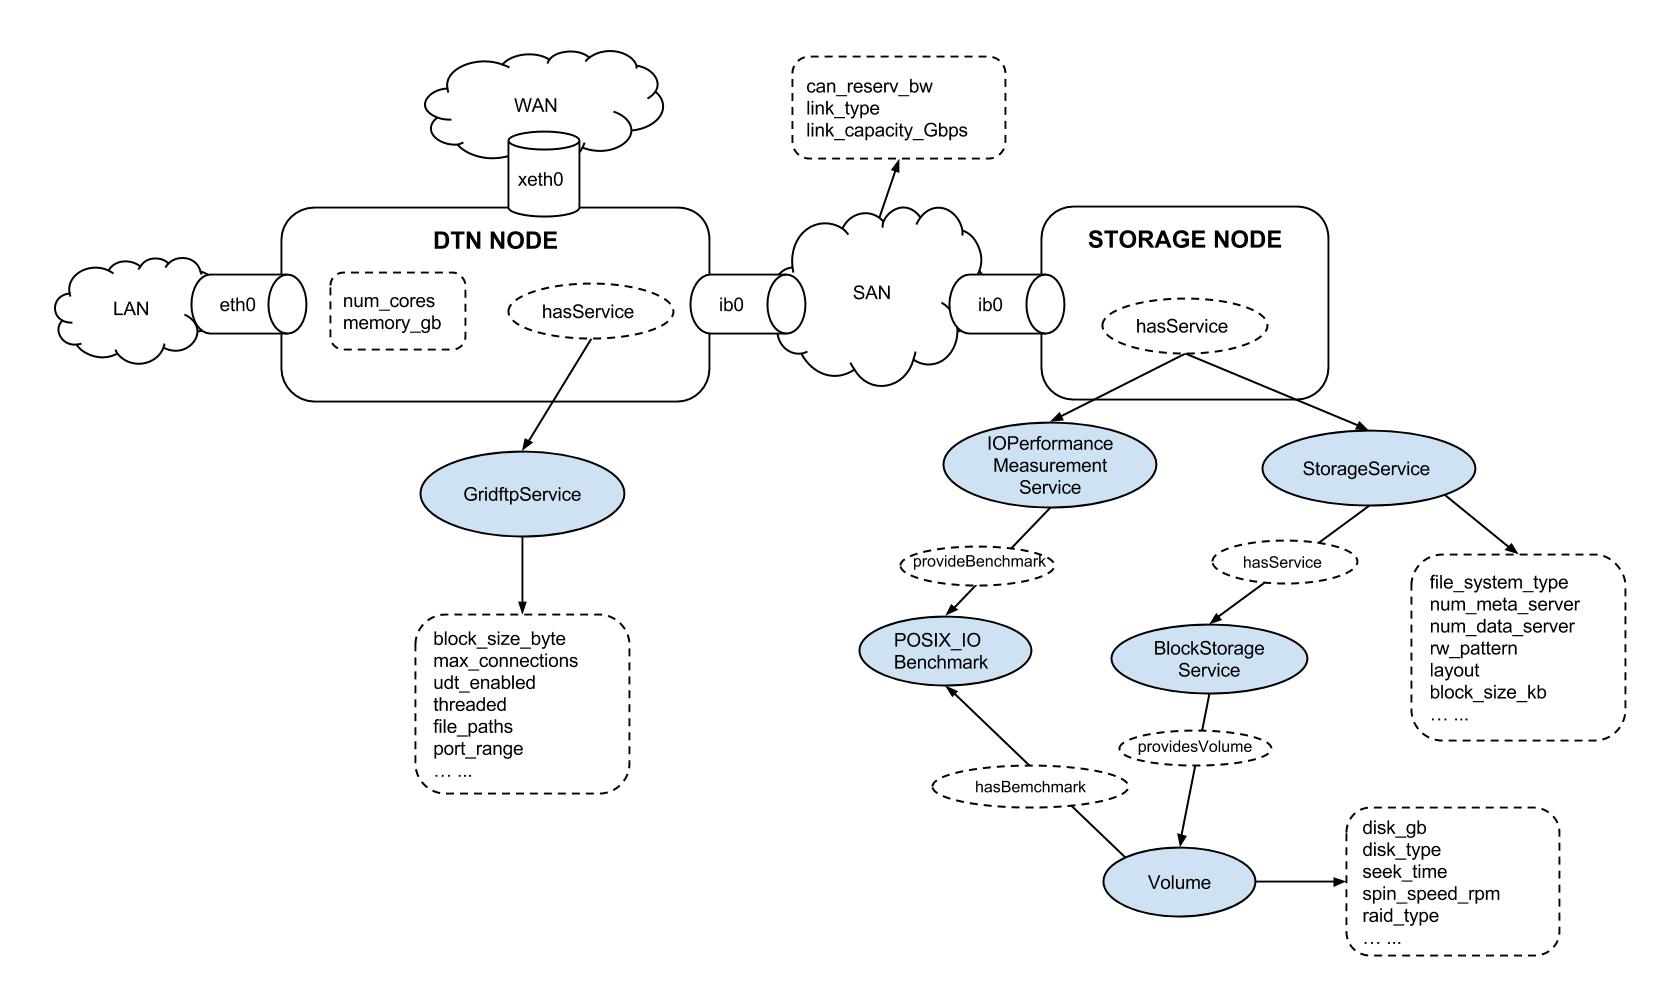 WAN
xeth0
can_reserv_bw
link_type
link_capacity_Gbps
DTN NODE
STORAGE NODE
LAN
eth0
num_cores
memory_gb
hasService
ib0
SAN
ib0
hasService
GridftpService
IOPerformance
Measurement
Service
StorageService
provideBenchmark
hasService
block_size_byte
max_connections
udt_enabled
threaded
file_paths
port_range
... ...
POSIX_IO
Benchmark
BlockStorage
Service
file_system_type
num_meta_server
num_data_server
rw_pattern
layout
block_size_kb
... ...
providesVolume
hasBemchmark
Volume
disk_gb
disk_type
seek_time
spin_speed_rpm
raid_type
... ...